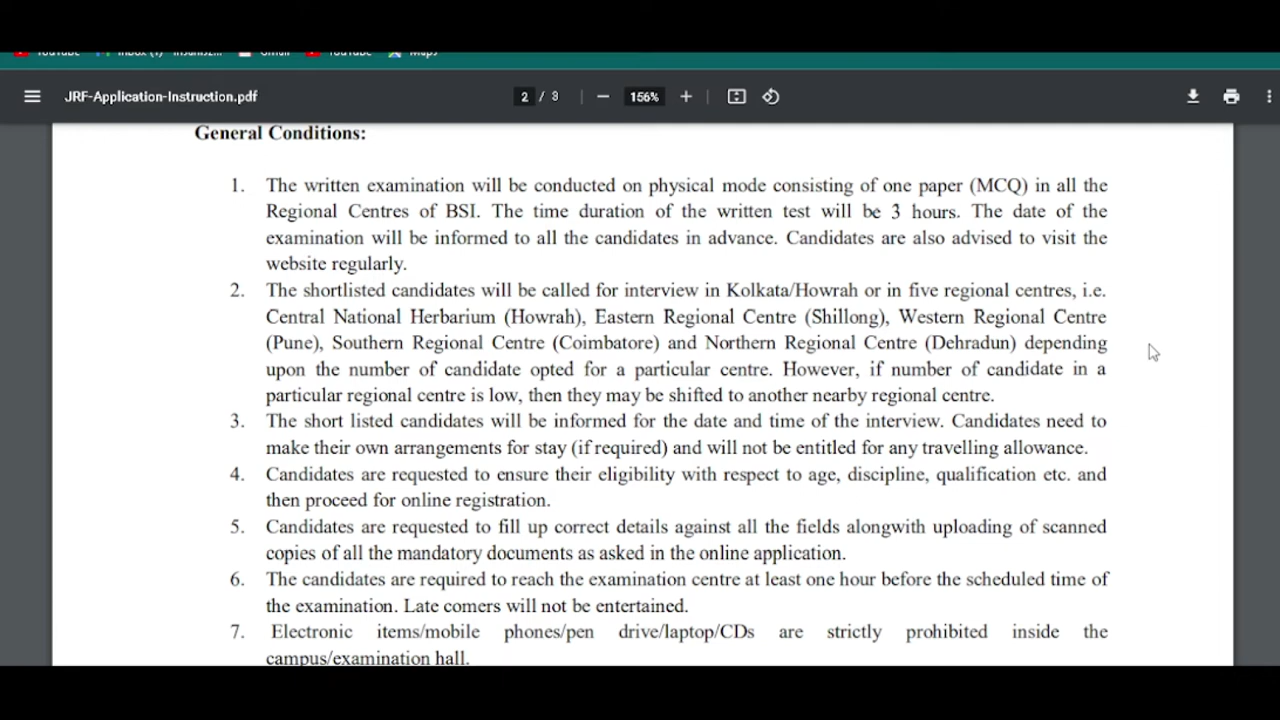 YouTube Inbox (1) Gmail YouTube Maps
JRF-Application-Instruction.pdf 2 / 3 156%
General Conditions:
1. The written examination will be conducted on physical mode consisting of one paper (MCQ) in all the
Regional Centres of BSI. The time duration of the written test will be 3 hours. The date of the
examination will be informed to all the candidates in advance. Candidates are also advised to visit the
website regularly.
2. The shortlisted candidates will be called for interview in Kolkata/Howrah or in five regional centres, i.e.
Central National Herbarium (Howrah), Eastern Regional Centre (Shillong), Western Regional Centre
(Pune), Southern Regional Centre (Coimbatore) and Northern Regional Centre (Dehradun) depending
upon the number of candidate opted for a particular centre. However, if number of candidate in a
particular regional centre is low, then they may be shifted to another nearby regional centre.
3. The short listed candidates will be informed for the date and time of the interview. Candidates need to
make their own arrangements for stay (if required) and will not be entitled for any travelling allowance.
4. Candidates are requested to ensure their eligibility with respect to age, discipline, qualification etc. and
then proceed for online registration.
5. Candidates are requested to fill up correct details against all the fields alongwith uploading of scanned
copies of all the mandatory documents as asked in the online application.
6. The candidates are required to reach the examination centre at least one hour before the scheduled time of
the examination. Late comers will not be entertained.
7. Electronic items/mobile phones/pen drive/laptop/CDs are strictly prohibited inside the
campus/examination hall.